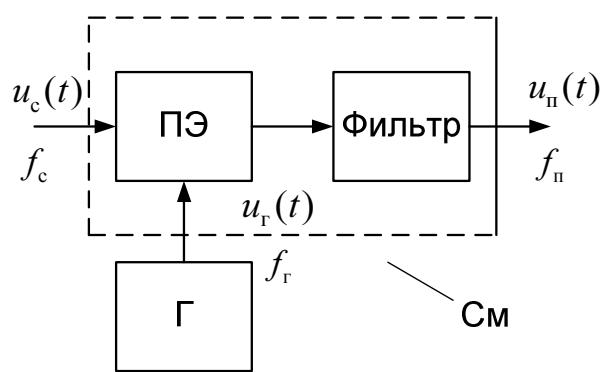 u_с(t)
ПЭ
Фильтр
u_п(t)
f_с
f_п
u_г(t)
f_г
Г
См